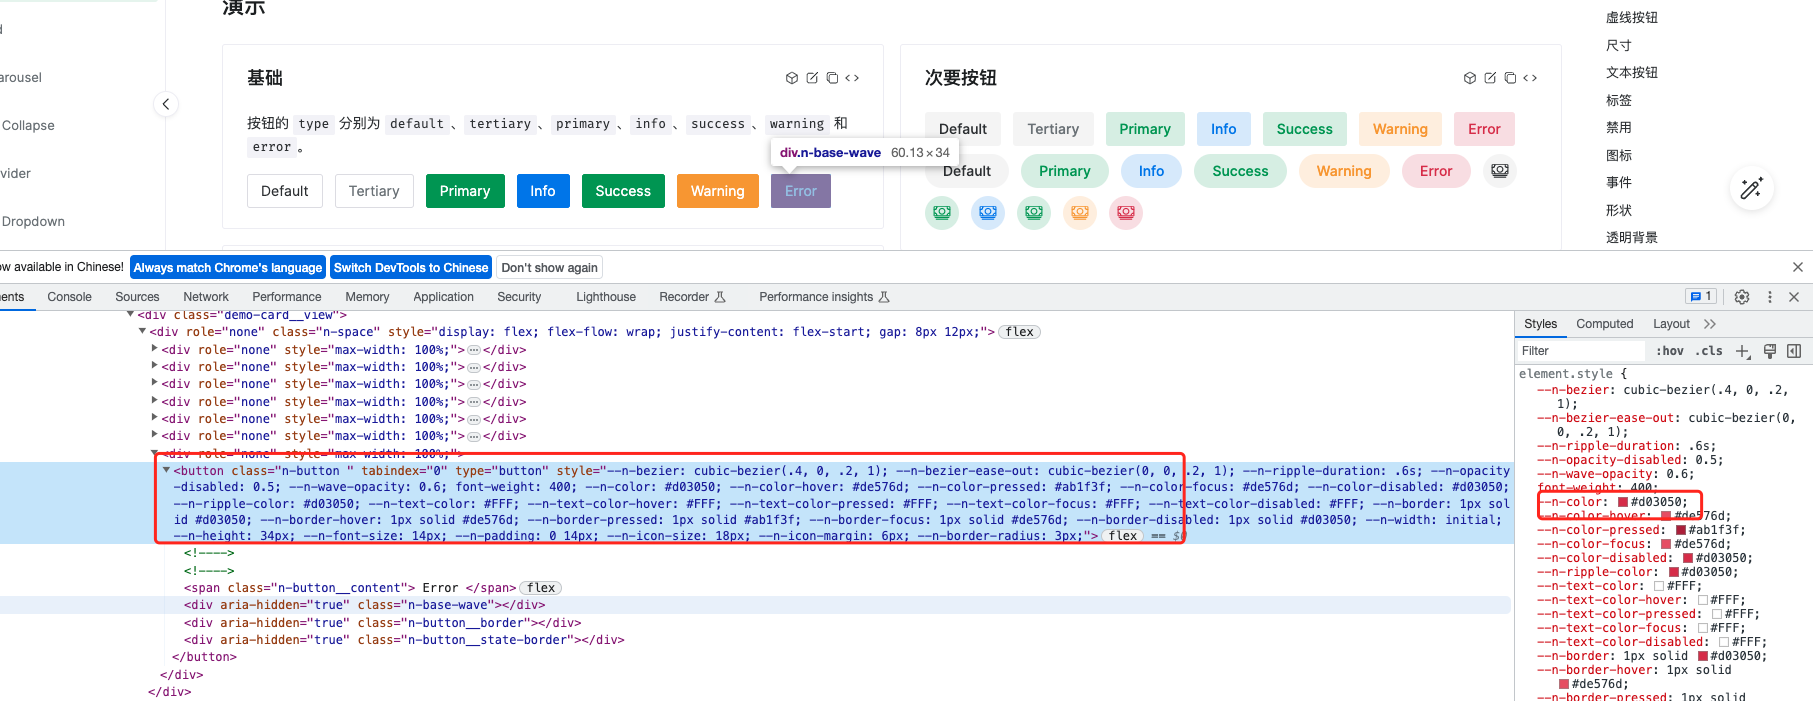 演示
d
arousel
Collapse
vider
Dropdown
基础
按钮的 type 分别为 default 、 tertiary 、 primary 、 info 、 success 、 warning 和
error 。
div.n-base-wave 60.13×34
Default Tertiary Primary Info Success Warning Error
次要按钮
Default Tertiary Primary Info Success Warning Error
Default Primary Info Success Warning Error
虚线按钮
尺寸
文本按钮
标签
禁用
图标
事件
形状
透明背景
ow available in Chinese! Always match Chrome's language Switch DevTools to Chinese Don't show again
ents Console Sources Network Performance Memory Application Security Lighthouse Recorder Performance insights 1
<div class="demo-card__view">
<div role="none" class="n-space" style="display: flex; flex-flow: wrap; justify-content: flex-start; gap: 8px 12px;"> flex
<div role="none" style="max-width: 100%;"> ⋯ </div>
<div role="none" style="max-width: 100%;"> ⋯ </div>
<div role="none" style="max-width: 100%;"> ⋯ </div>
<div role="none" style="max-width: 100%;"> ⋯ </div>
<div role="none" style="max-width: 100%;"> ⋯ </div>
<div role="none" style="max-width: 100%;"> ⋯ </div>
<div role="none" style="max-width: 100%;">
<button class="n-button " tabindex="0" type="button" style="--n-bezier: cubic-bezier(.4, 0, .2, 1); --n-bezier-ease-out: cubic-bezier(0, 0, .2, 1); --n-ripple-duration: .6s; --n-opacity
-disabled: 0.5; --n-wave-opacity: 0.6; font-weight: 400; --n-color: #d03050; --n-color-hover: #de576d; --n-color-pressed: #ab1f3f; --n-color-focus: #de576d; --n-color-disabled: #d03050;
--n-ripple-color: #d03050; --n-text-color: #FFF; --n-text-color-hover: #FFF; --n-text-color-pressed: #FFF; --n-text-color-focus: #FFF; --n-text-color-disabled: #FFF; --n-border: 1px sol
id #d03050; --n-border-hover: 1px solid #de576d; --n-border-pressed: 1px solid #ab1f3f; --n-border-focus: 1px solid #de576d; --n-border-disabled: 1px solid #d03050; --n-width: initial;
--n-height: 34px; --n-font-size: 14px; --n-padding: 0 14px; --n-icon-size: 18px; --n-icon-margin: 6px; --n-border-radius: 3px;"> flex == $0
<!---->
<!---->
<span class="n-button__content"> Error </span> flex
<div aria-hidden="true" class="n-base-wave"></div>
<div aria-hidden="true" class="n-button__border"></div>
<div aria-hidden="true" class="n-button__state-border"></div>
</button>
</div>
</div>
Styles Computed Layout
Filter :hov .cls
element.style {
--n-bezier: cubic-bezier(.4, 0, .2,
1);
--n-bezier-ease-out: cubic-bezier(0,
0, .2, 1);
--n-ripple-duration: .6s;
--n-opacity-disabled: 0.5;
--n-wave-opacity: 0.6;
font-weight: 400;
--n-color: #d03050;
--n-color-hover: #de576d;
--n-color-pressed: #ab1f3f;
--n-color-focus: #de576d;
--n-color-disabled: #d03050;
--n-ripple-color: #d03050;
--n-text-color: #FFF;
--n-text-color-hover: #FFF;
--n-text-color-pressed: #FFF;
--n-text-color-focus: #FFF;
--n-text-color-disabled: #FFF;
--n-border: 1px solid #d03050;
--n-border-hover: 1px solid
#de576d;
--n-border-pressed: 1px solid